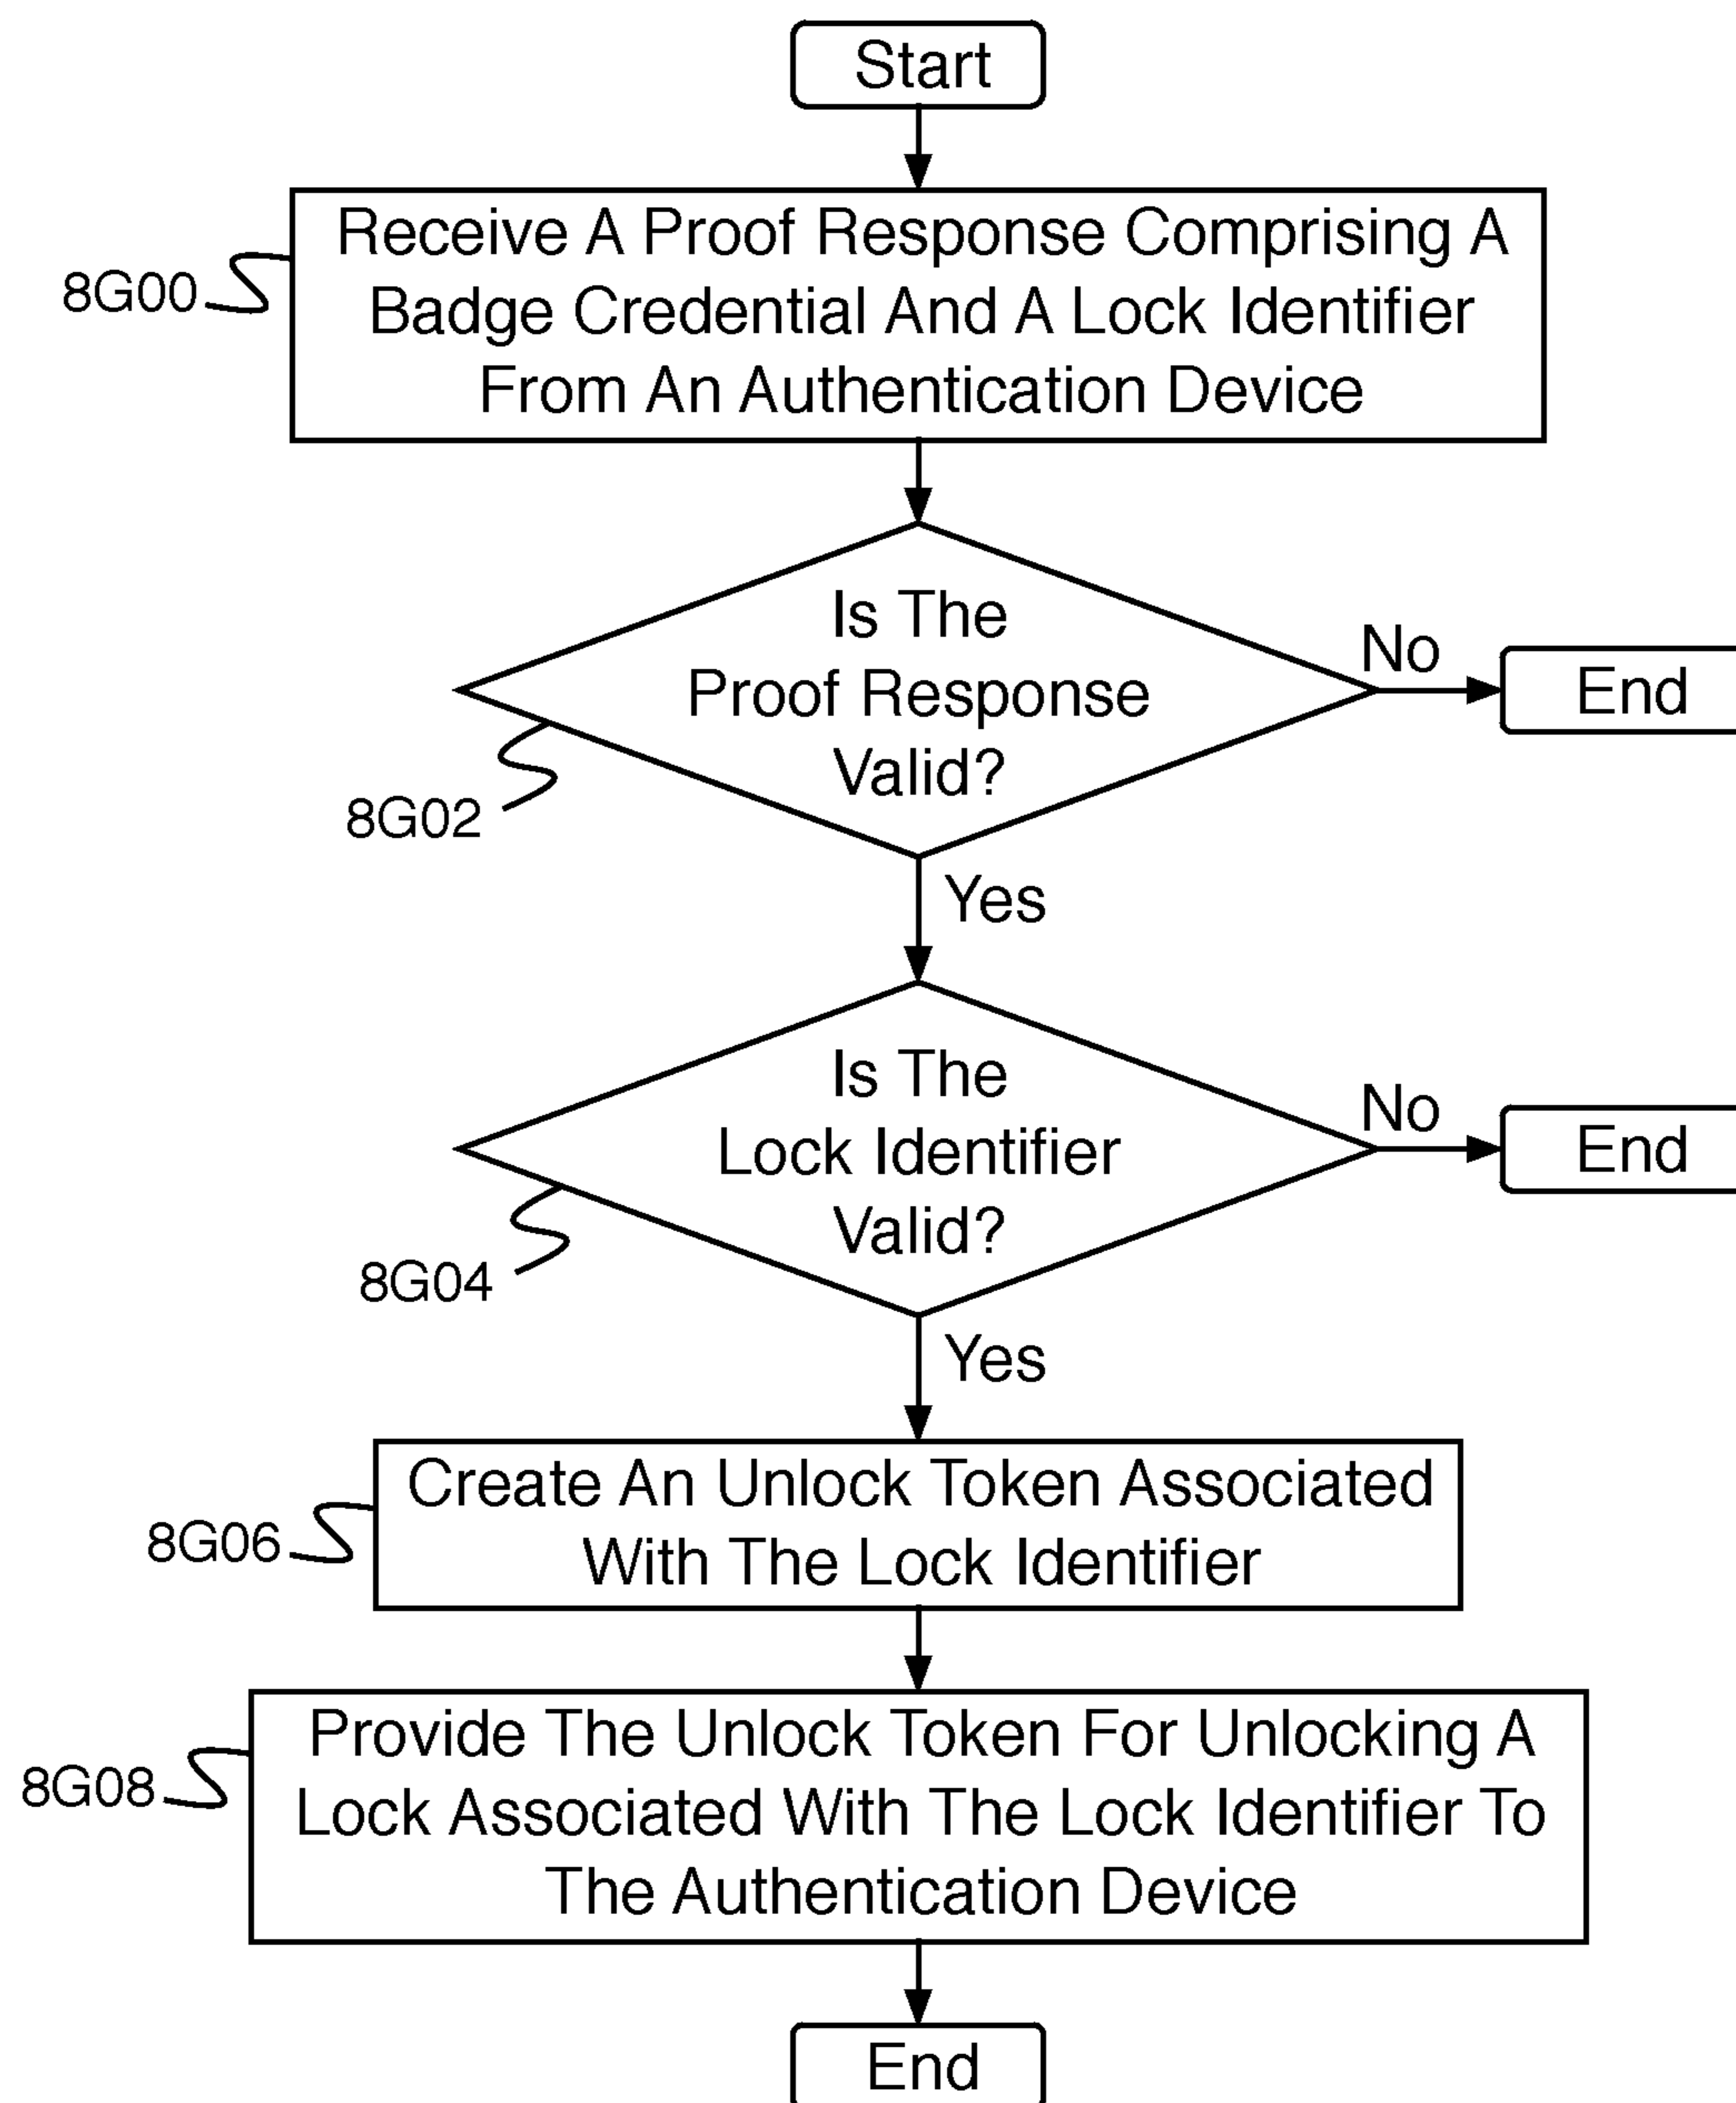 Start
Receive A Proof Response Comprising A
Badge Credential And A Lock Identifier
From An Authentication Device
8G00
Is The
Proof Response
Valid?
No
End
8G02
Yes
Is The
Lock Identifier
Valid?
No
End
8G04
Yes
Create An Unlock Token Associated
With The Lock Identifier
8G06
Provide The Unlock Token For Unlocking A
Lock Associated With The Lock Identifier To
The Authentication Device
8G08
End